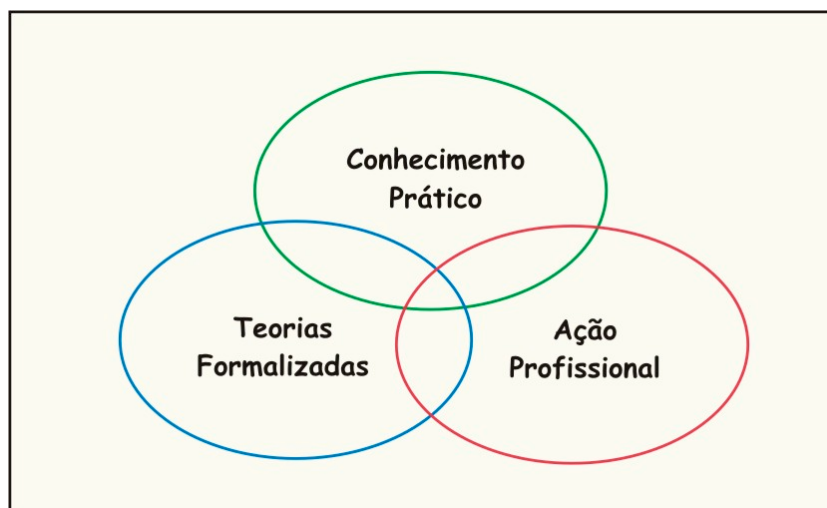 Conhecimento
Prático
Teorias
Formalizadas
Ação
Profissional